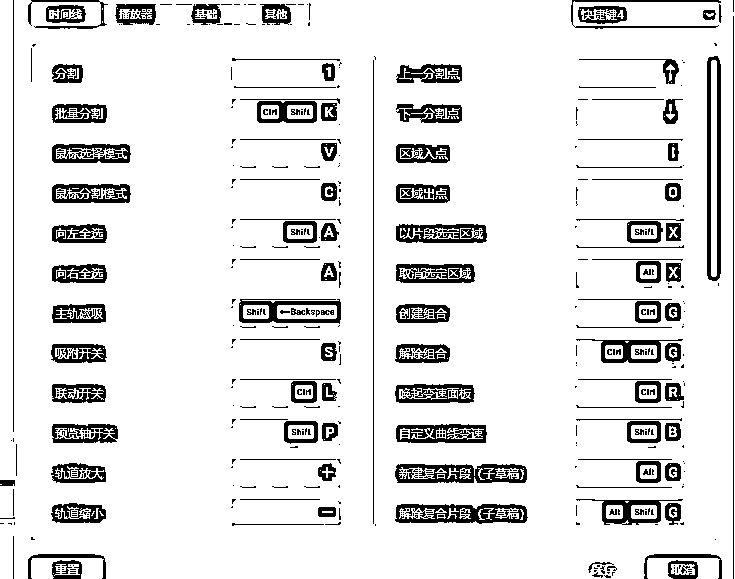 时间线 播放器 基础 其他 快捷键4
分割 1 上一分割点 ↑
批量分割 Ctrl Shift K 下一分割点 ↓
鼠标选择模式 V 区域入点 I
鼠标分割模式 C 区域出点 O
向左全选 Shift A 以片段选定区域 Shift X
向右全选 A 取消选定区域 Alt X
主轨磁吸 Shift ←Backspace 创建组合 Ctrl G
吸附开关 S 解除组合 Ctrl Shift G
联动开关 Ctrl L 唤起变速面板 Ctrl R
预览轴开关 Shift P 自定义曲线变速 Shift B
轨道放大 + 新建复合片段 (子草稿) Alt G
轨道缩小 - 解除复合片段 (子草稿) Alt Shift G
重置 保存 取消